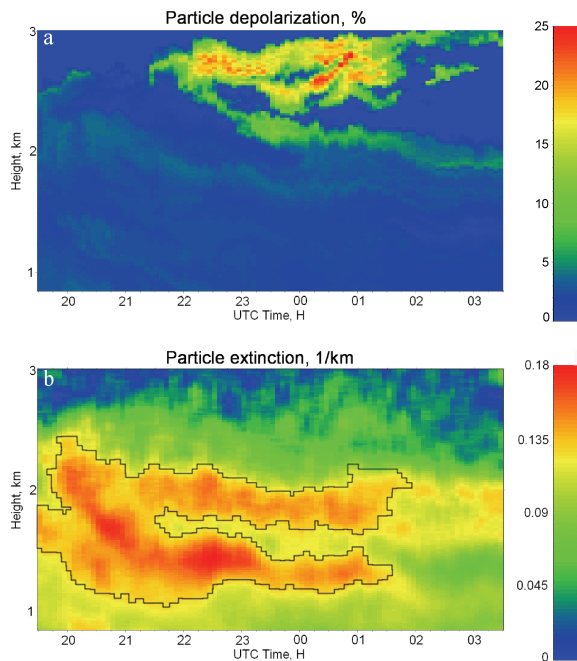 Particle depolarization, %
a
3
2
1
Height, km
20 21 22 23 00 01 02 03
UTC Time, H
25
20
15
10
5
0
Particle extinction, 1/km
b
3
2
1
Height, km
20 21 22 23 00 01 02 03
UTC Time, H
0.18
0.135
0.09
0.045
0